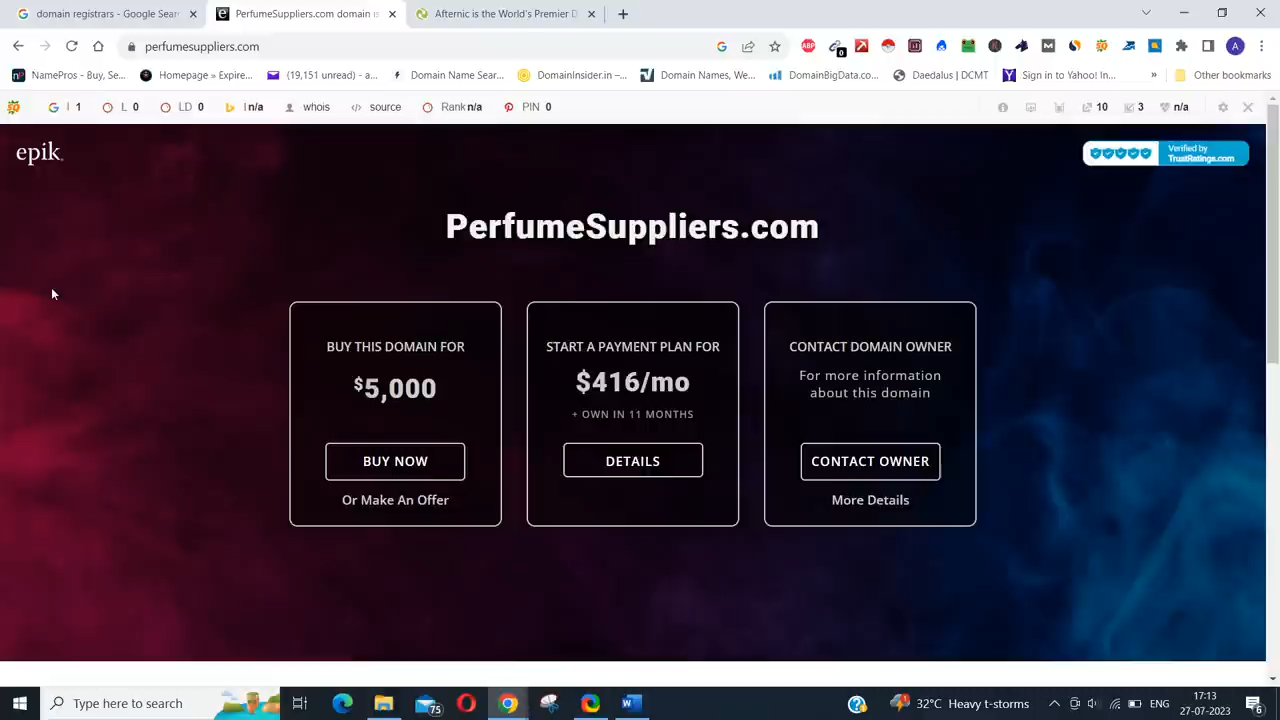 domain registrars - Google Sear
PerfumeSuppliers.com domain is
Afternic is the World's Premier D
perfumesuppliers.com
ABP
0
A
NamePros - Buy, Se...
Homepage » Expire...
(19,151 unread) - a...
Domain Name Sear...
DomainInsider.in –...
Domain Names, We...
DomainBigData.co...
Daedalus | DCMT
Sign in to Yahoo! In...
»
Other bookmarks
I 1
L 0
LD 0
I n/a
whois
source
Rank n/a
PIN 0
10
3
n/a
epik
Verified by
TrustRatings.com
PerfumeSuppliers.com
BUY THIS DOMAIN FOR
$5,000
BUY NOW
Or Make An Offer
START A PAYMENT PLAN FOR
$416/mo
+ OWN IN 11 MONTHS
DETAILS
CONTACT DOMAIN OWNER
For more information
about this domain
CONTACT OWNER
More Details
Type here to search
75
32°C Heavy t-storms
ENG
17:13
27-07-2023
6